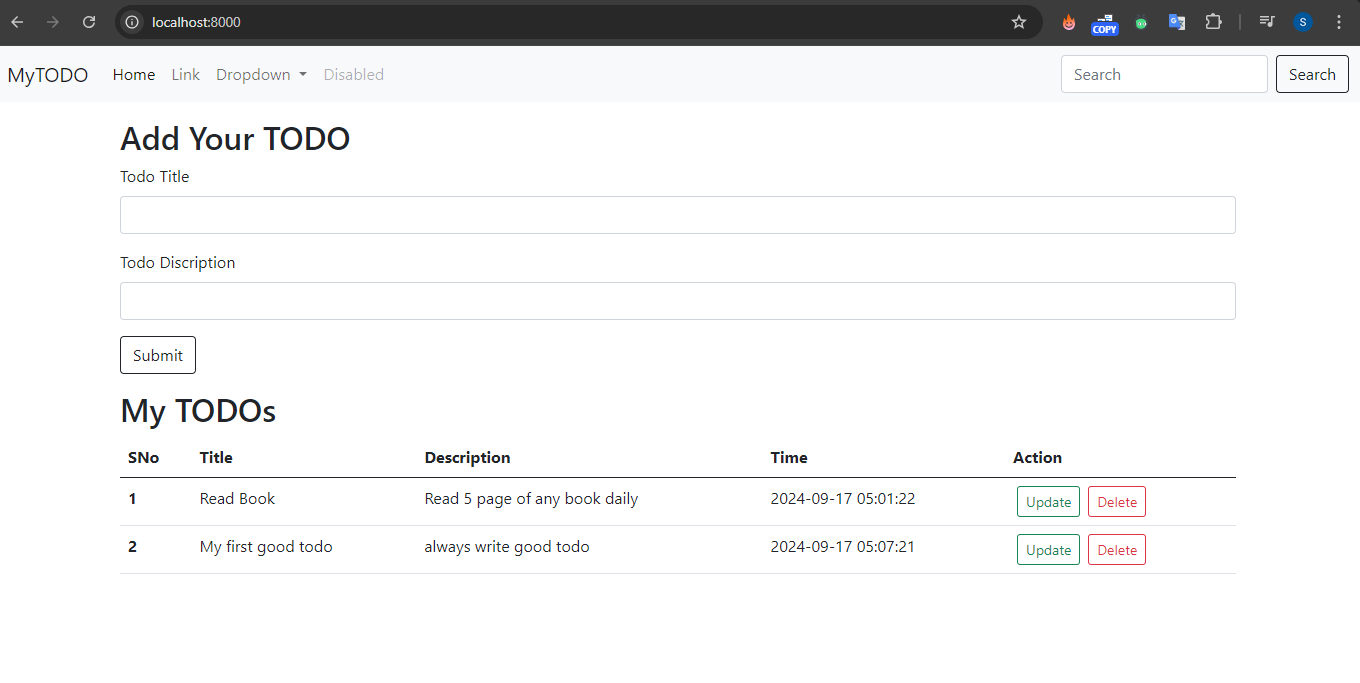 localhost:8000
COPY
S
MyTODO Home Link Dropdown Disabled Search Search
Add Your TODO
Todo Title
Todo Discription
Submit
My TODOs
SNo Title Description Time Action
1 Read Book Read 5 page of any book daily 2024-09-17 05:01:22 Update Delete
2 My first good todo always write good todo 2024-09-17 05:07:21 Update Delete